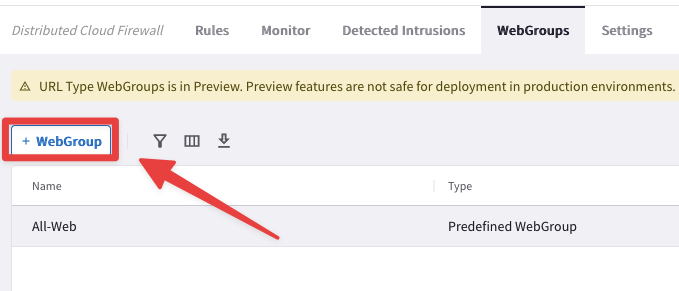 Distributed Cloud Firewall Rules Monitor Detected Intrusions WebGroups Settings
URL Type WebGroups is in Preview. Preview features are not safe for deployment in production environments.
+ WebGroup
Name Type
All-Web Predefined WebGroup